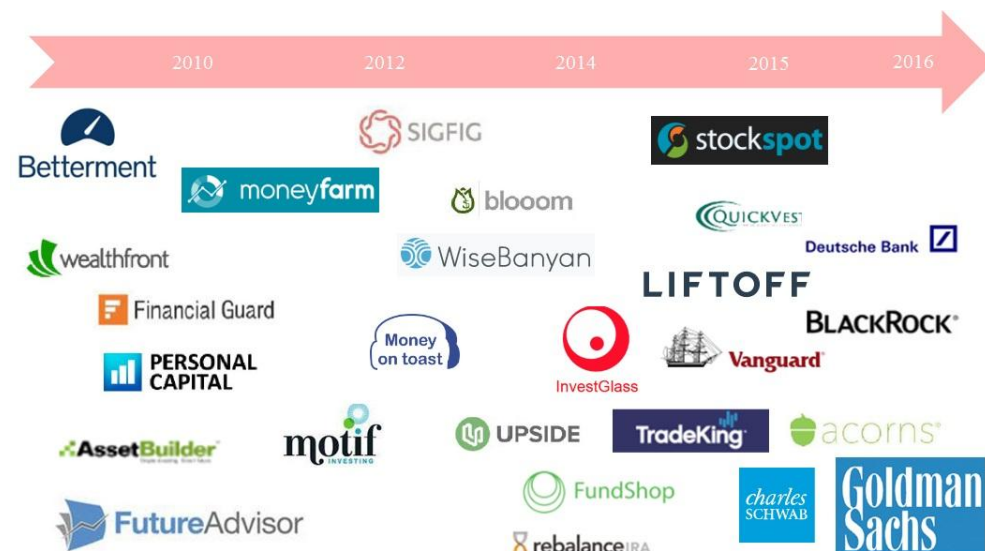 2010 2012 2014 2015 2016
SIGFIG
stockspot
Betterment
moneyfarm
blooom
QUICKVEST
Deutsche Bank
wealthfront
WiseBanyan
LIFTOFF
Financial Guard
BLACKROCK®
Money
on toast
PERSONAL
CAPITAL
InvestGlass
Vanguard®
motif
INVESTING
UPSIDE
TradeKing®
acorns®
AssetBuilder®
FundShop
charles
SCHWAB
Goldman
Sachs
FutureAdvisor
rebalanceIRA